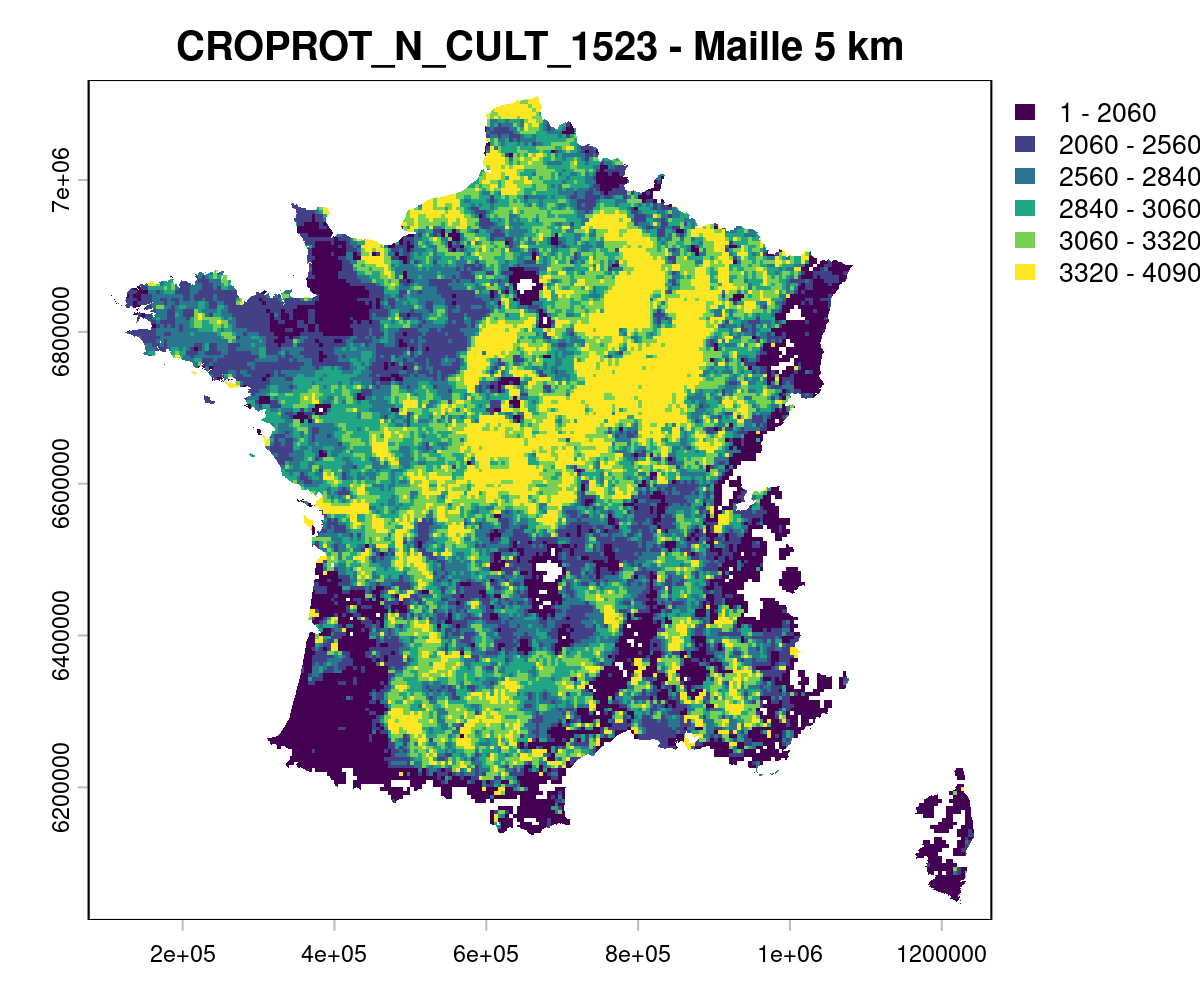 CROPROT_N_CULT_1523 - Maille 5 km
1 - 2060
2060 - 2560
2560 - 2840
2840 - 3060
3060 - 3320
3320 - 4090
7e+06
6800000
6600000
6400000
6200000
2e+05
4e+05
6e+05
8e+05
1e+06
1200000